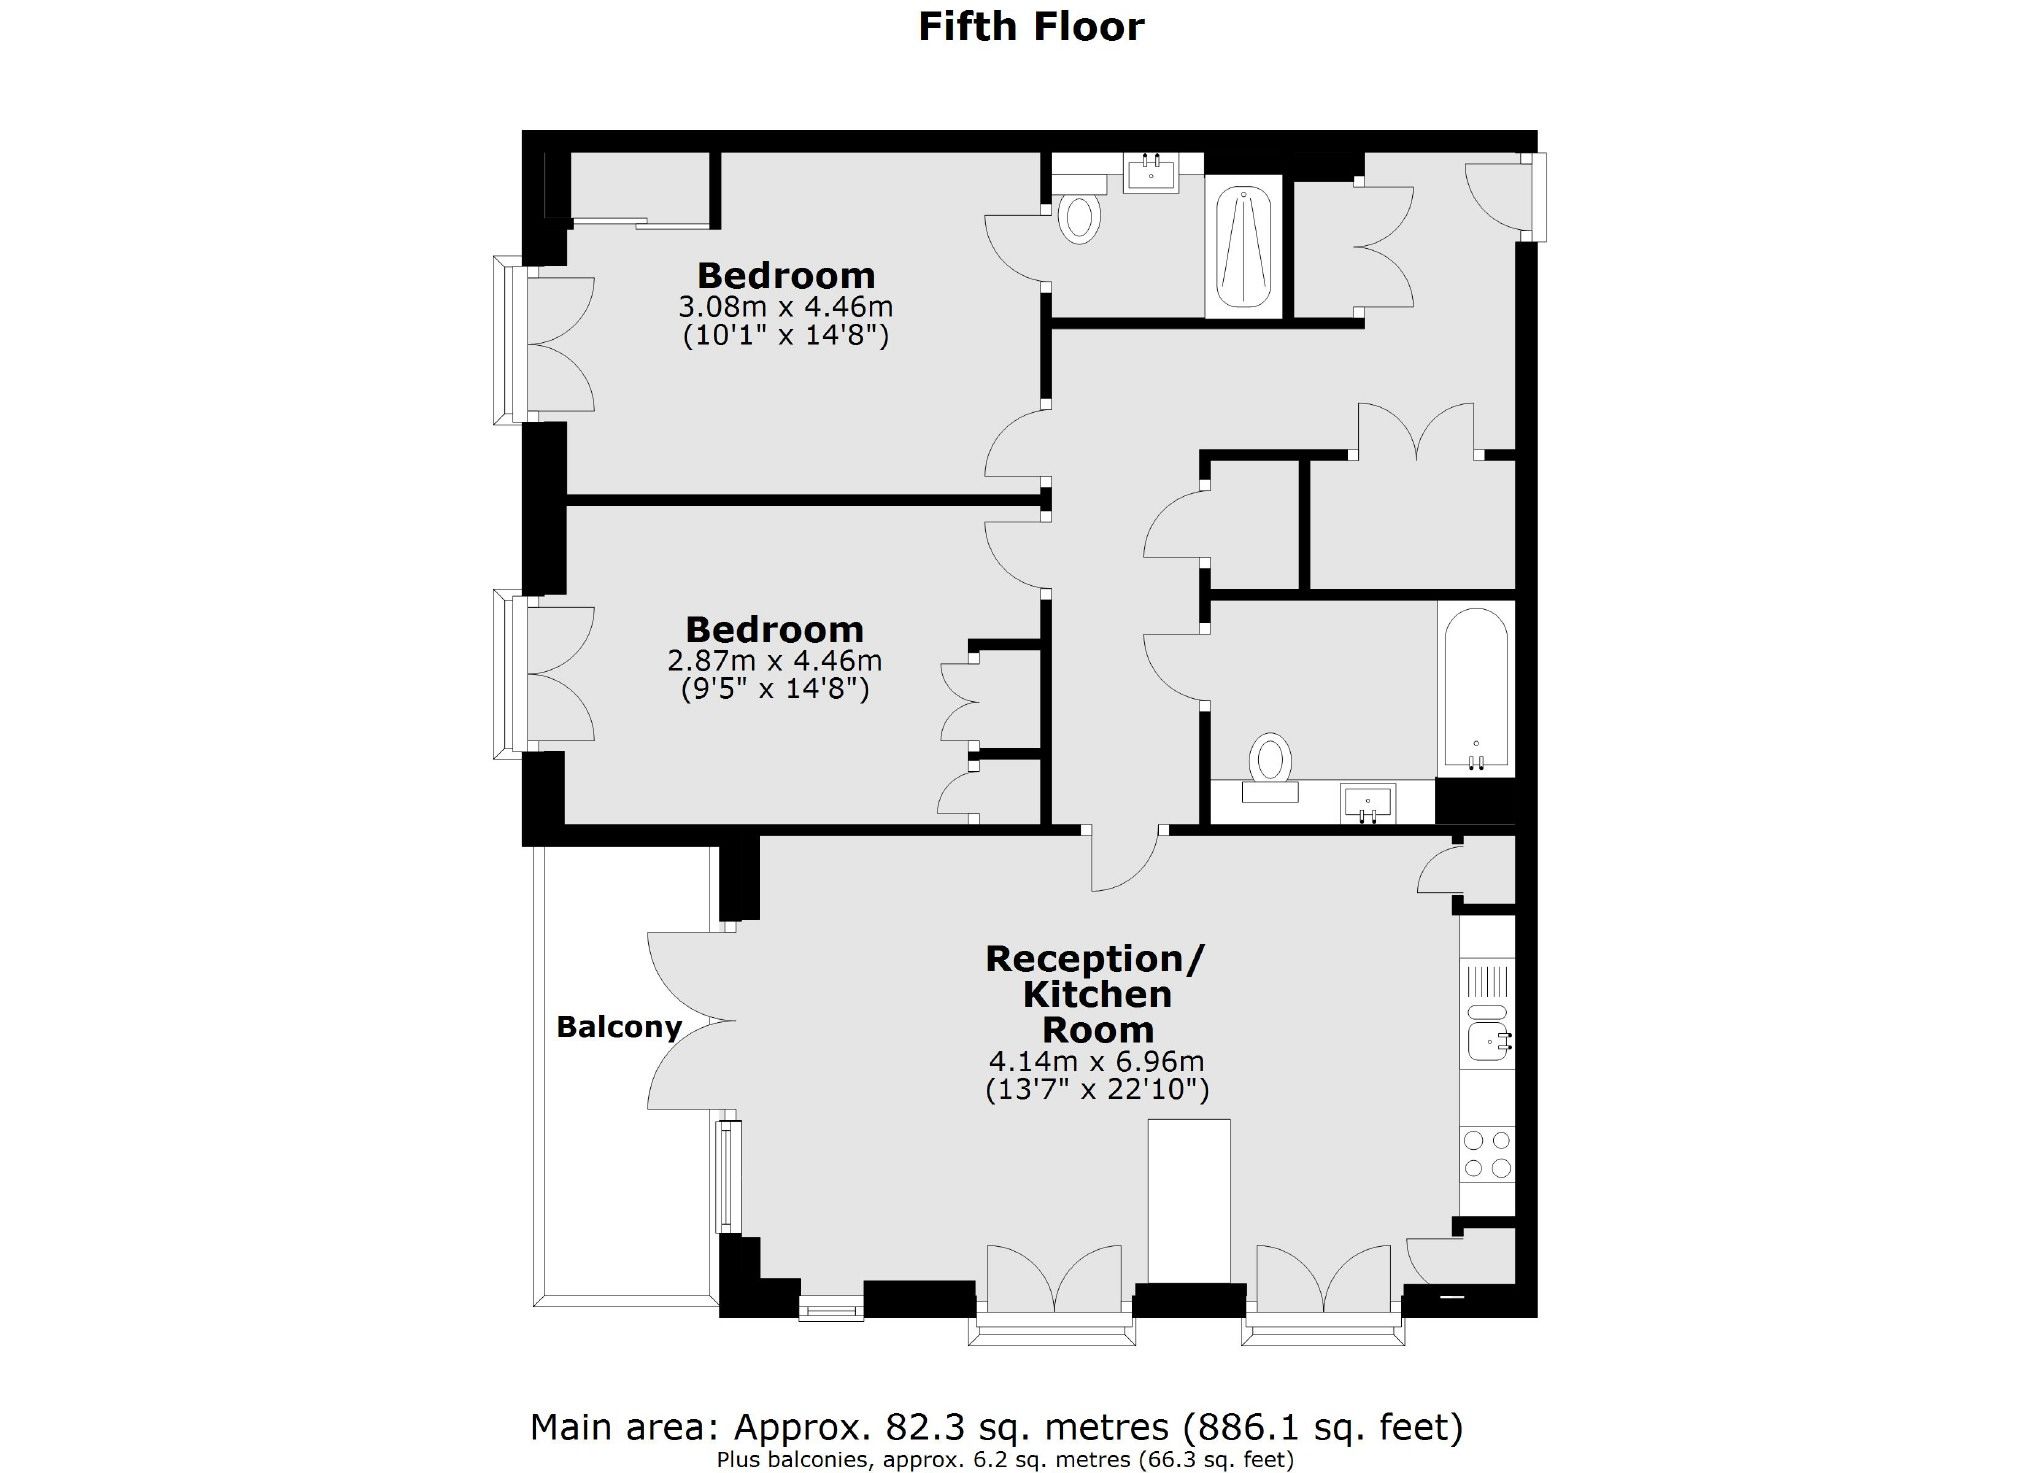 Fifth Floor
Bedroom
3.08m x 4.46m
(10'1" x 14'8")
Bedroom
2.87m x 4.46m
(9'5" x 14'8")
Balcony
Reception/
Kitchen
Room
4.14m x 6.96m
(13'7" x 22'10")
Main area: Approx. 82.3 sq. metres (886.1 sq. feet)
Plus balconies, approx. 6.2 sq. metres (66.3 sq. feet)